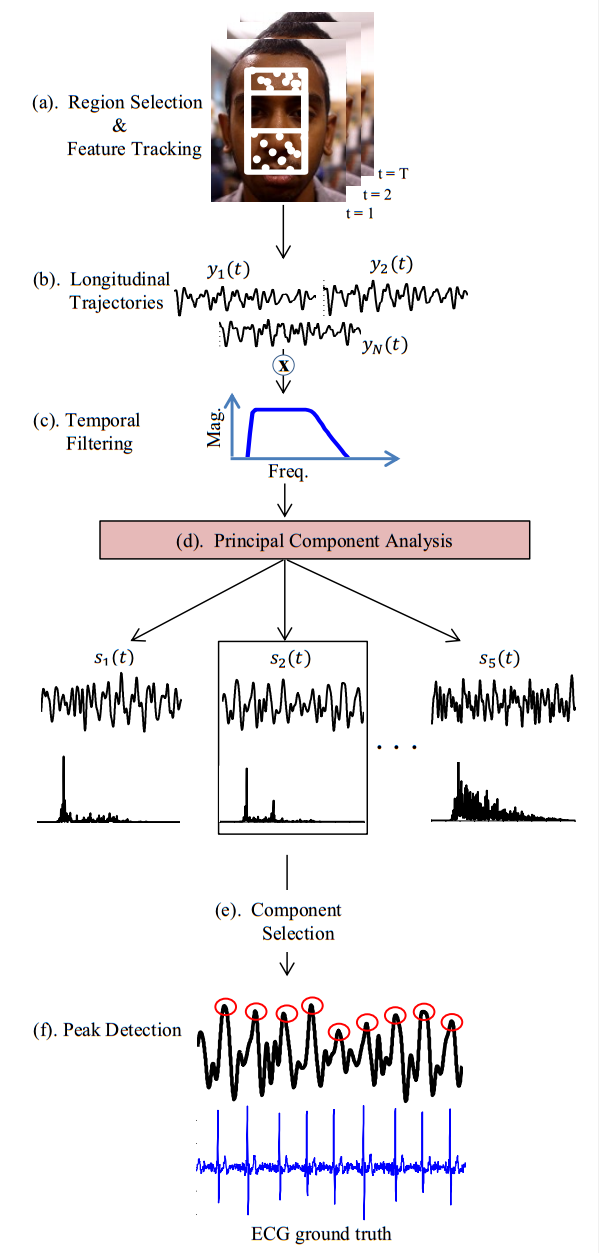 (a). Region Selection
&
Feature Tracking
t = T
t = 2
t = 1
(b). Longitudinal
Trajectories
y₁(t)
y₂(t)
y_N(t)
x
(c). Temporal
Filtering
Mag.
Freq.
(d). Principal Component Analysis
s₁(t)
s₂(t)
s₅(t)
. . .
(e). Component
Selection
(f). Peak Detection
ECG ground truth